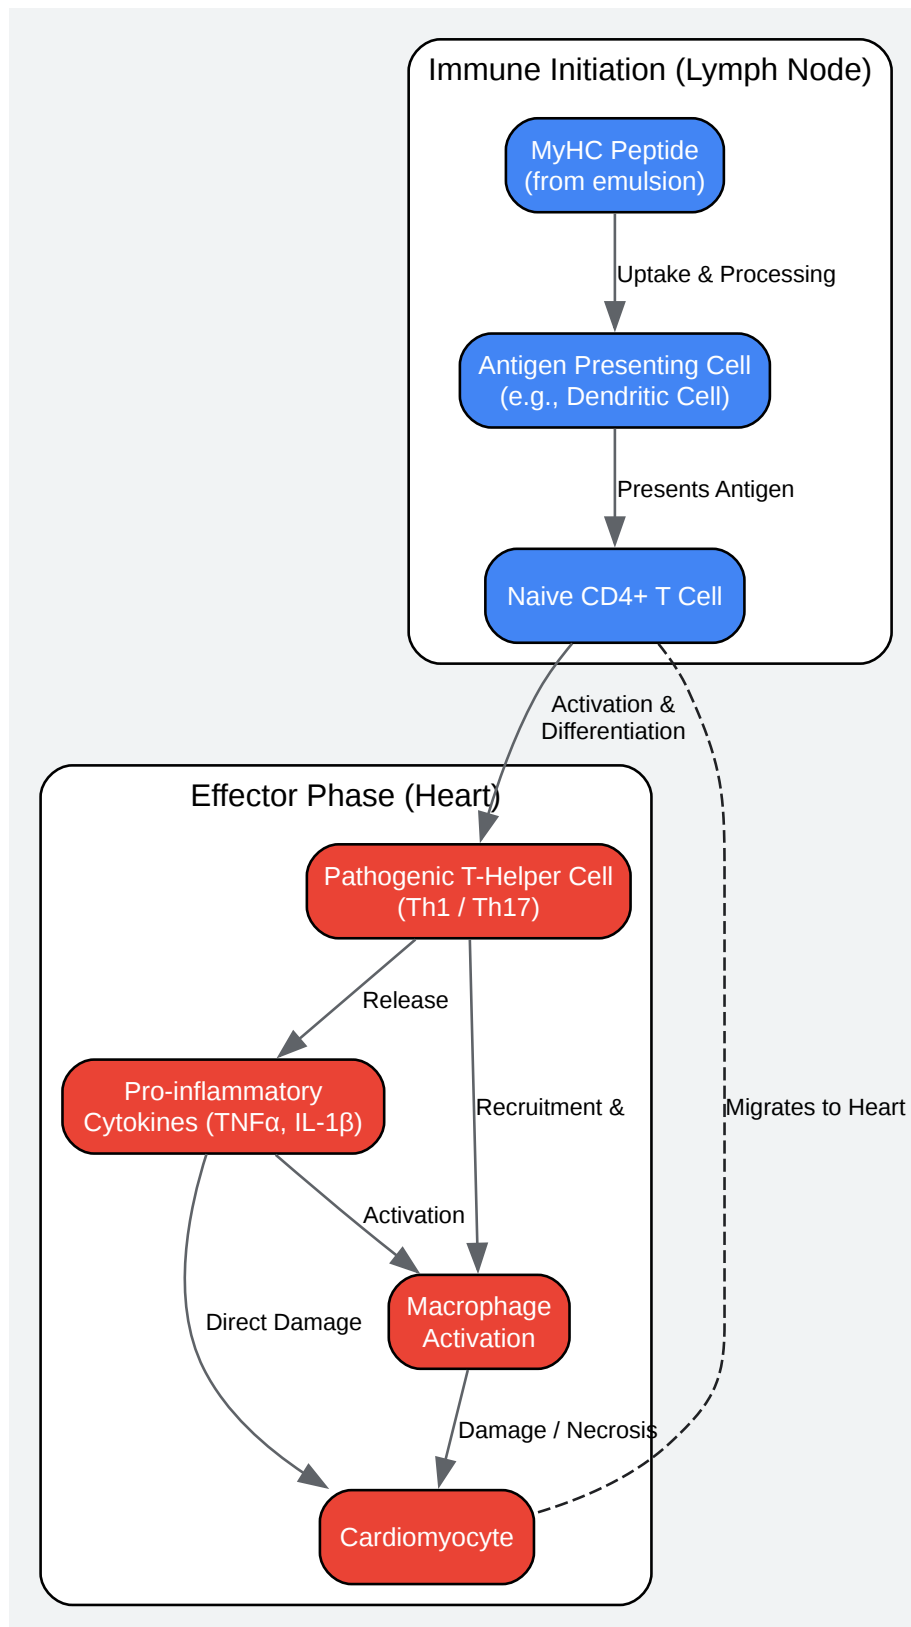 Immune Initiation (Lymph Node)
MyHC Peptide
(from emulsion)
Uptake & Processing
Antigen Presenting Cell
(e.g., Dendritic Cell)
Presents Antigen
Naive CD4+ T Cell
Activation &
Differentiation
Effector Phase (Heart)
Pathogenic T-Helper Cell
(Th1 / Th17)
Release
Pro-inflammatory
Cytokines (TNFα, IL-1β)
Recruitment &
Migrates to Heart
Activation
Direct Damage
Macrophage
Activation
Damage / Necrosis
Cardiomyocyte